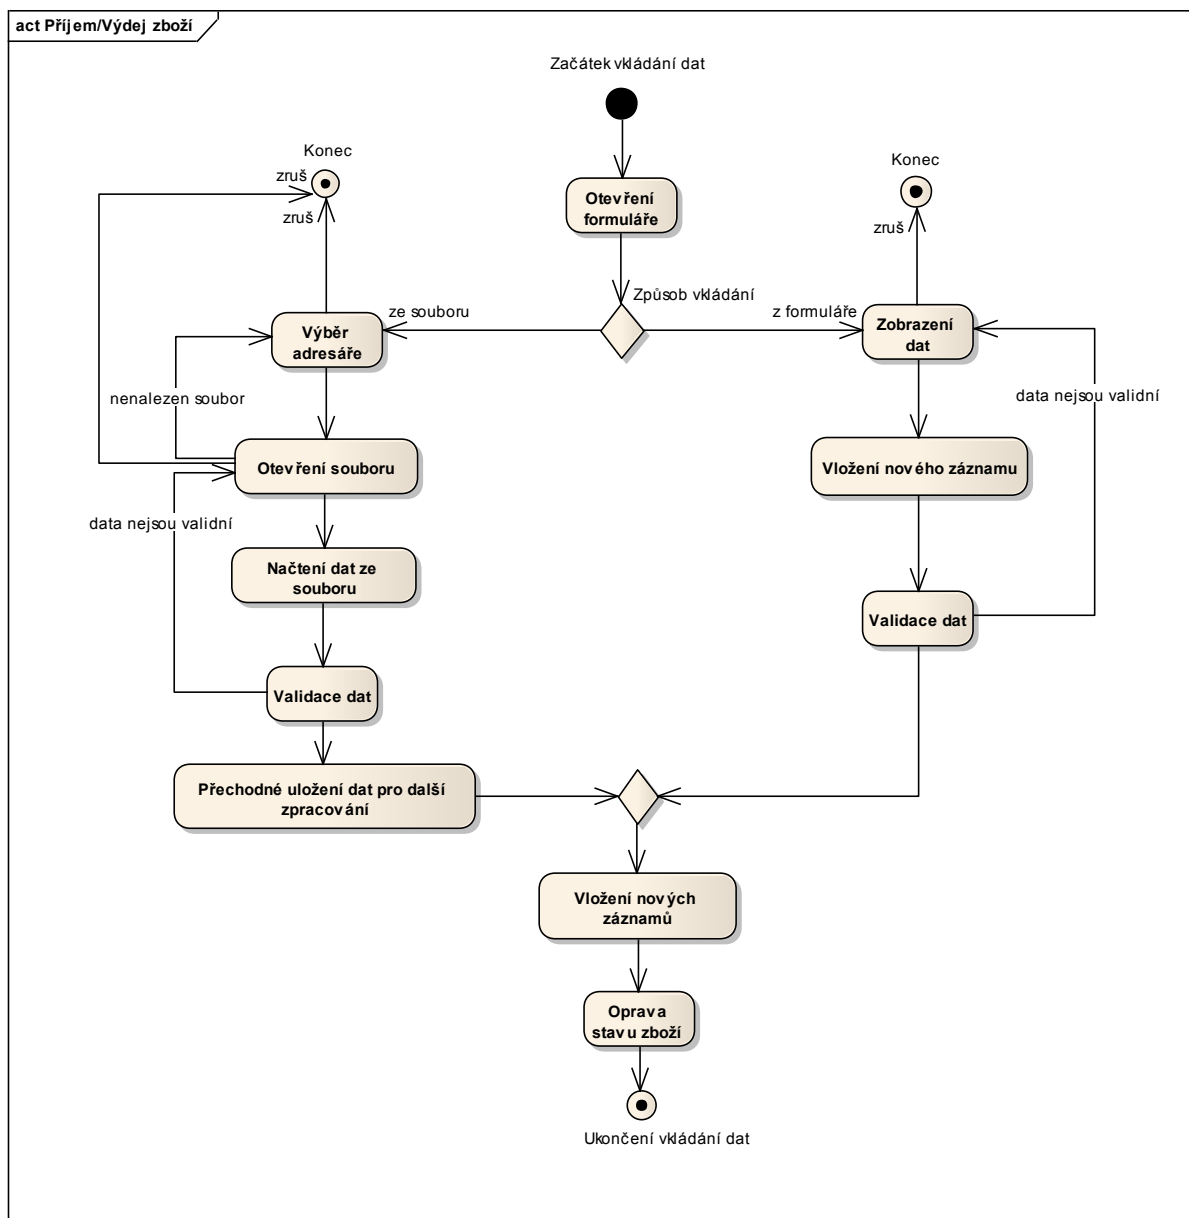 act Příjem/Výdej zboží
Začátek vkládání dat
Konec
zruš
zruš
Konec
zruš
Otevření
formuláře
Způsob vkládání
ze souboru
z formuláře
Výběr
adresáře
Zobrazení
dat
nenalezen soubor
data nejsou validní
Otevření souboru
Vložení nového záznamu
data nejsou validní
Načtení dat ze
souboru
Validace dat
Validace dat
Přechodné uložení dat pro další
zpracování
Vložení nových
záznamů
Oprava
stavu zboží
Ukončení vkládání dat